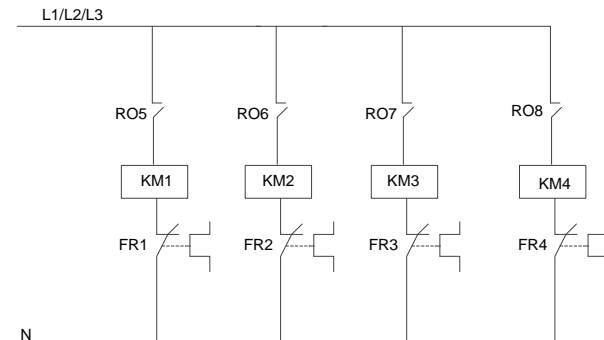 L1/L2/L3
RO5 RO6 RO7 RO8
KM1 KM2 KM3 KM4
FR1 FR2 FR3 FR4
N